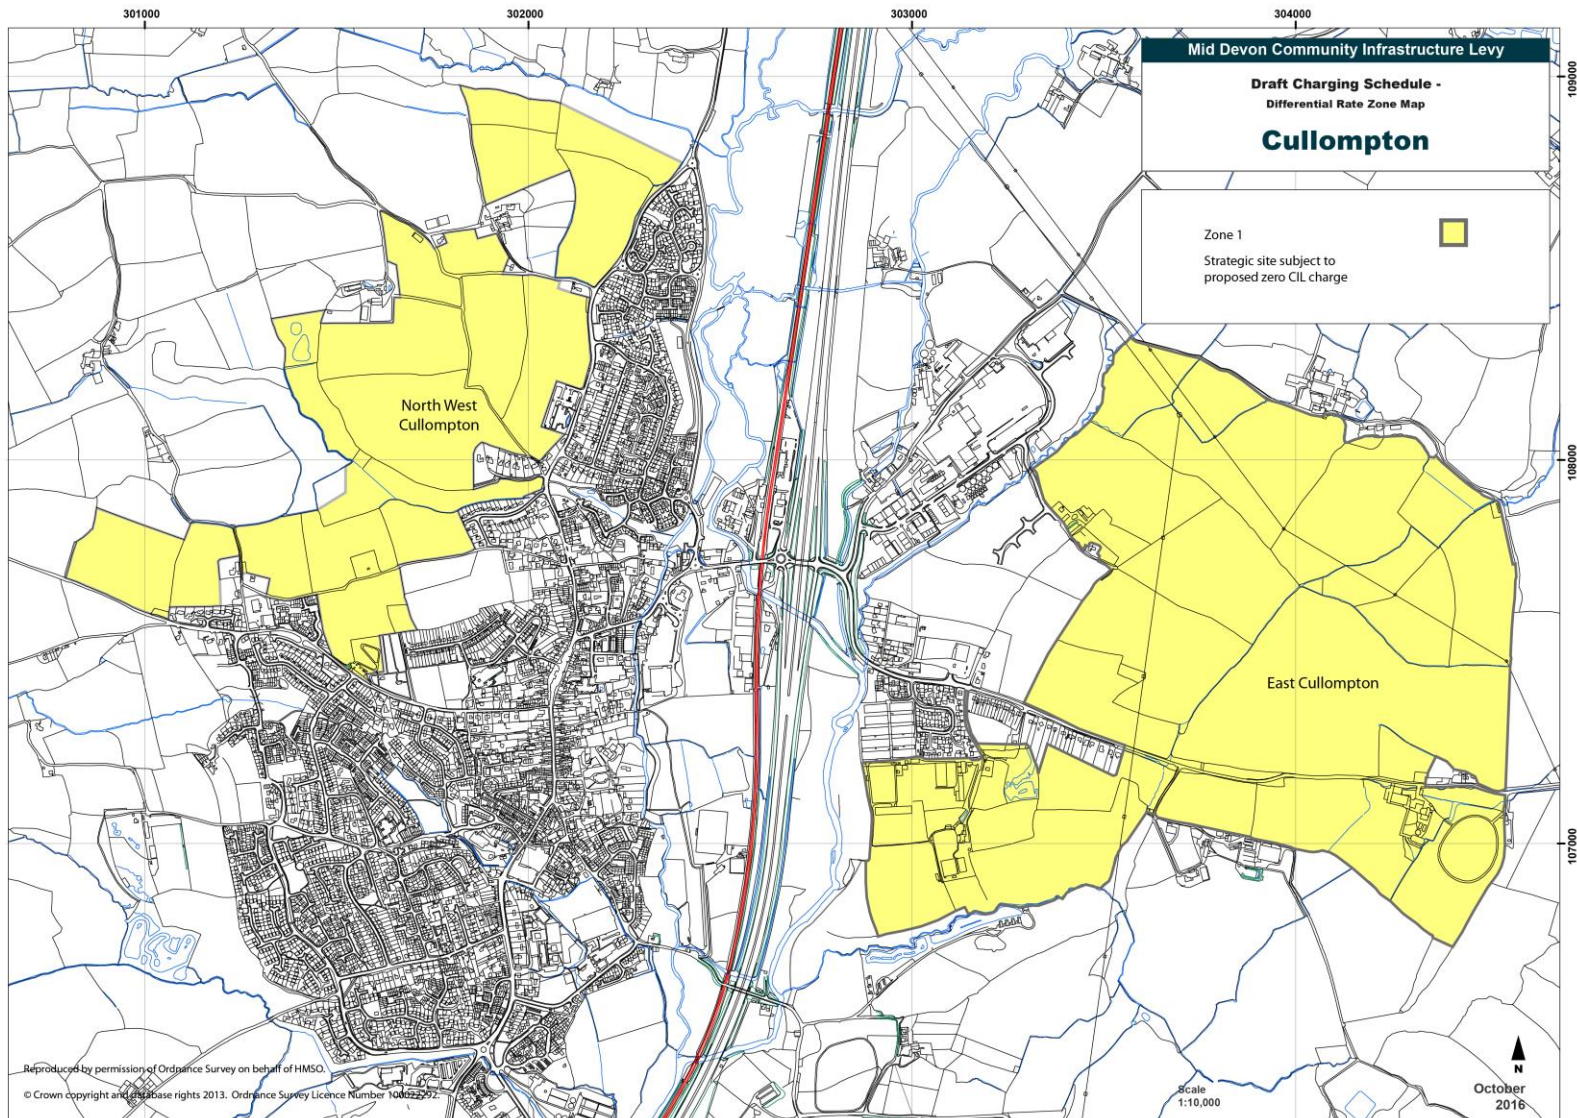 301000
302000
303000
304000
Mid Devon Community Infrastructure Levy
Draft Charging Schedule -
Differential Rate Zone Map
Cullompton
109000
Zone 1
Strategic site subject to
proposed zero CIL charge
North West
Cullompton
108000
East Cullompton
107000
Reproduced by permission of Ordnance Survey on behalf of HMSO.
© Crown copyright and database rights 2013. Ordnance Survey Licence Number 100022292.
Scale
1:10,000
N
October
2016